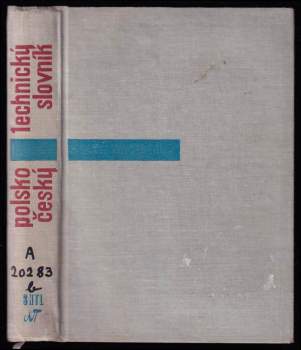 polsko technický
český slovník
A
20283
b
SNTL